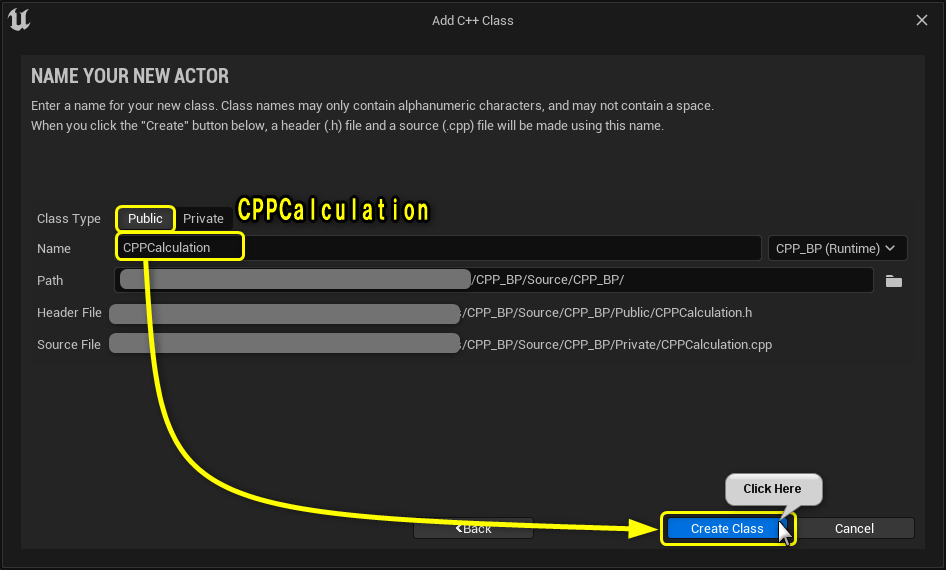 Add C++ Class
NAME YOUR NEW ACTOR
Enter a name for your new class. Class names may only contain alphanumeric characters, and may not contain a space.
When you click the "Create" button below, a header (.h) file and a source (.cpp) file will be made using this name.
CPPCalculation
Class Type Public Private
Name CPPCalculation CPP_BP (Runtime)
Path /CPP_BP/Source/CPP_BP/
Header File /CPP_BP/Source/CPP_BP/Public/CPPCalculation.h
Source File /CPP_BP/Source/CPP_BP/Private/CPPCalculation.cpp
Click Here
<Back Create Class Cancel